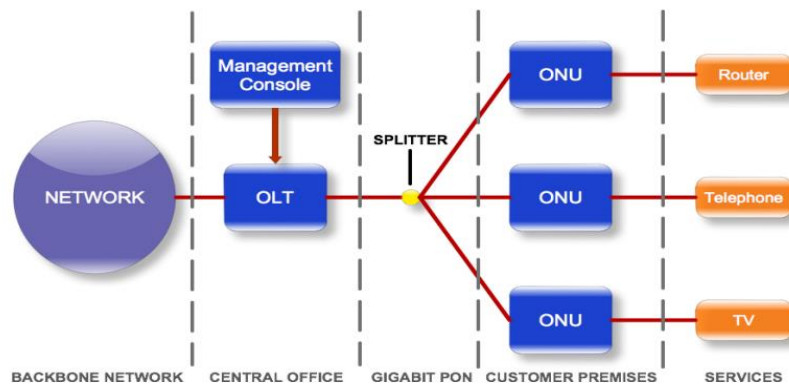 Management
Console
ONU
Router
SPLITTER
NETWORK
OLT
ONU
Telephone
ONU
TV
BACKBONE NETWORK
CENTRAL OFFICE
GIGABIT PON
CUSTOMER PREMISES
SERVICES